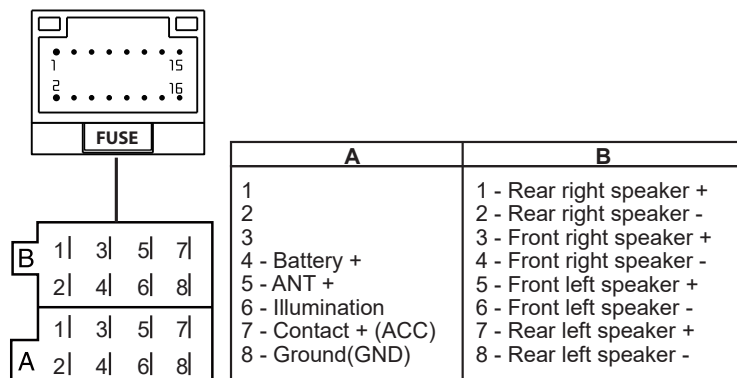 1 15
2 16
FUSE
B 1 3 5 7
2 4 6 8
A 1 3 5 7
2 4 6 8
A B
1 1 - Rear right speaker +
2 2 - Rear right speaker -
3 3 - Front right speaker +
4 - Battery + 4 - Front right speaker -
5 - ANT + 5 - Front left speaker +
6 - Illumination 6 - Front left speaker -
7 - Contact + (ACC) 7 - Rear left speaker +
8 - Ground(GND) 8 - Rear left speaker -